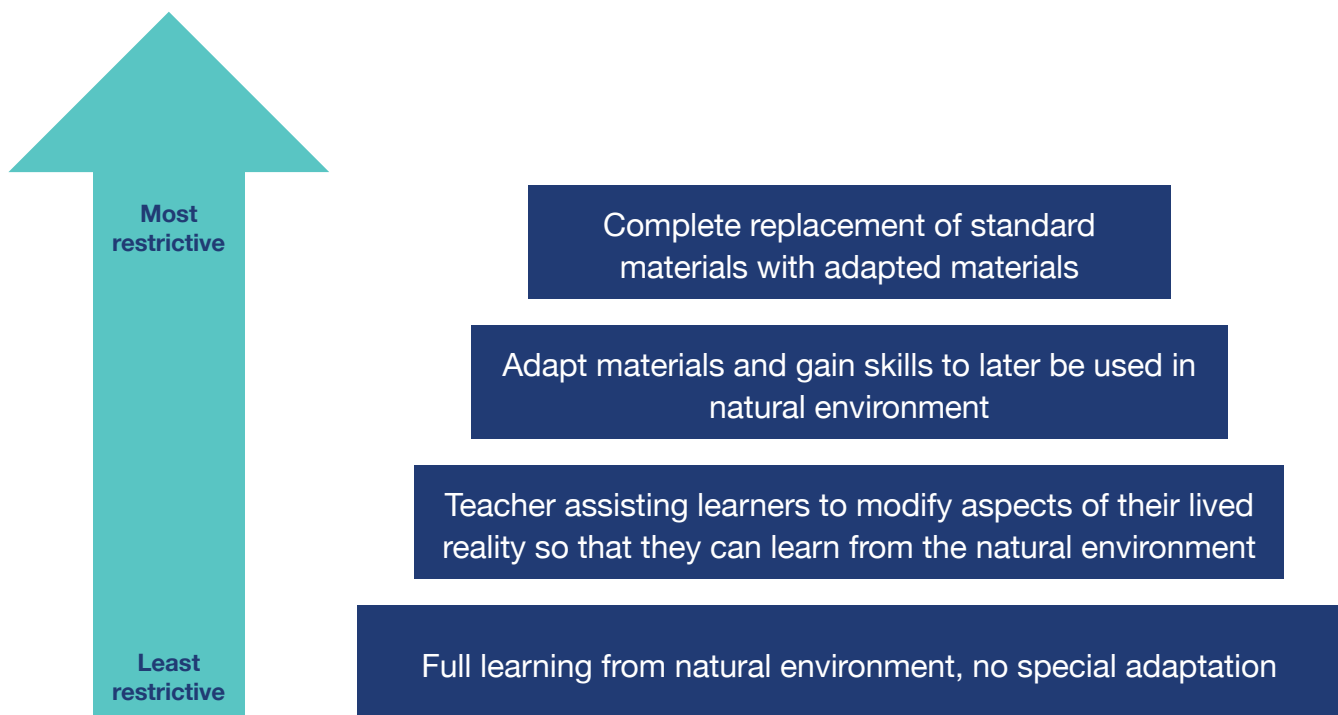 Most
restrictive
Complete replacement of standard
materials with adapted materials
Adapt materials and gain skills to later be used in
natural environment
Teacher assisting learners to modify aspects of their lived
reality so that they can learn from the natural environment
Least
restrictive
Full learning from natural environment, no special adaptation